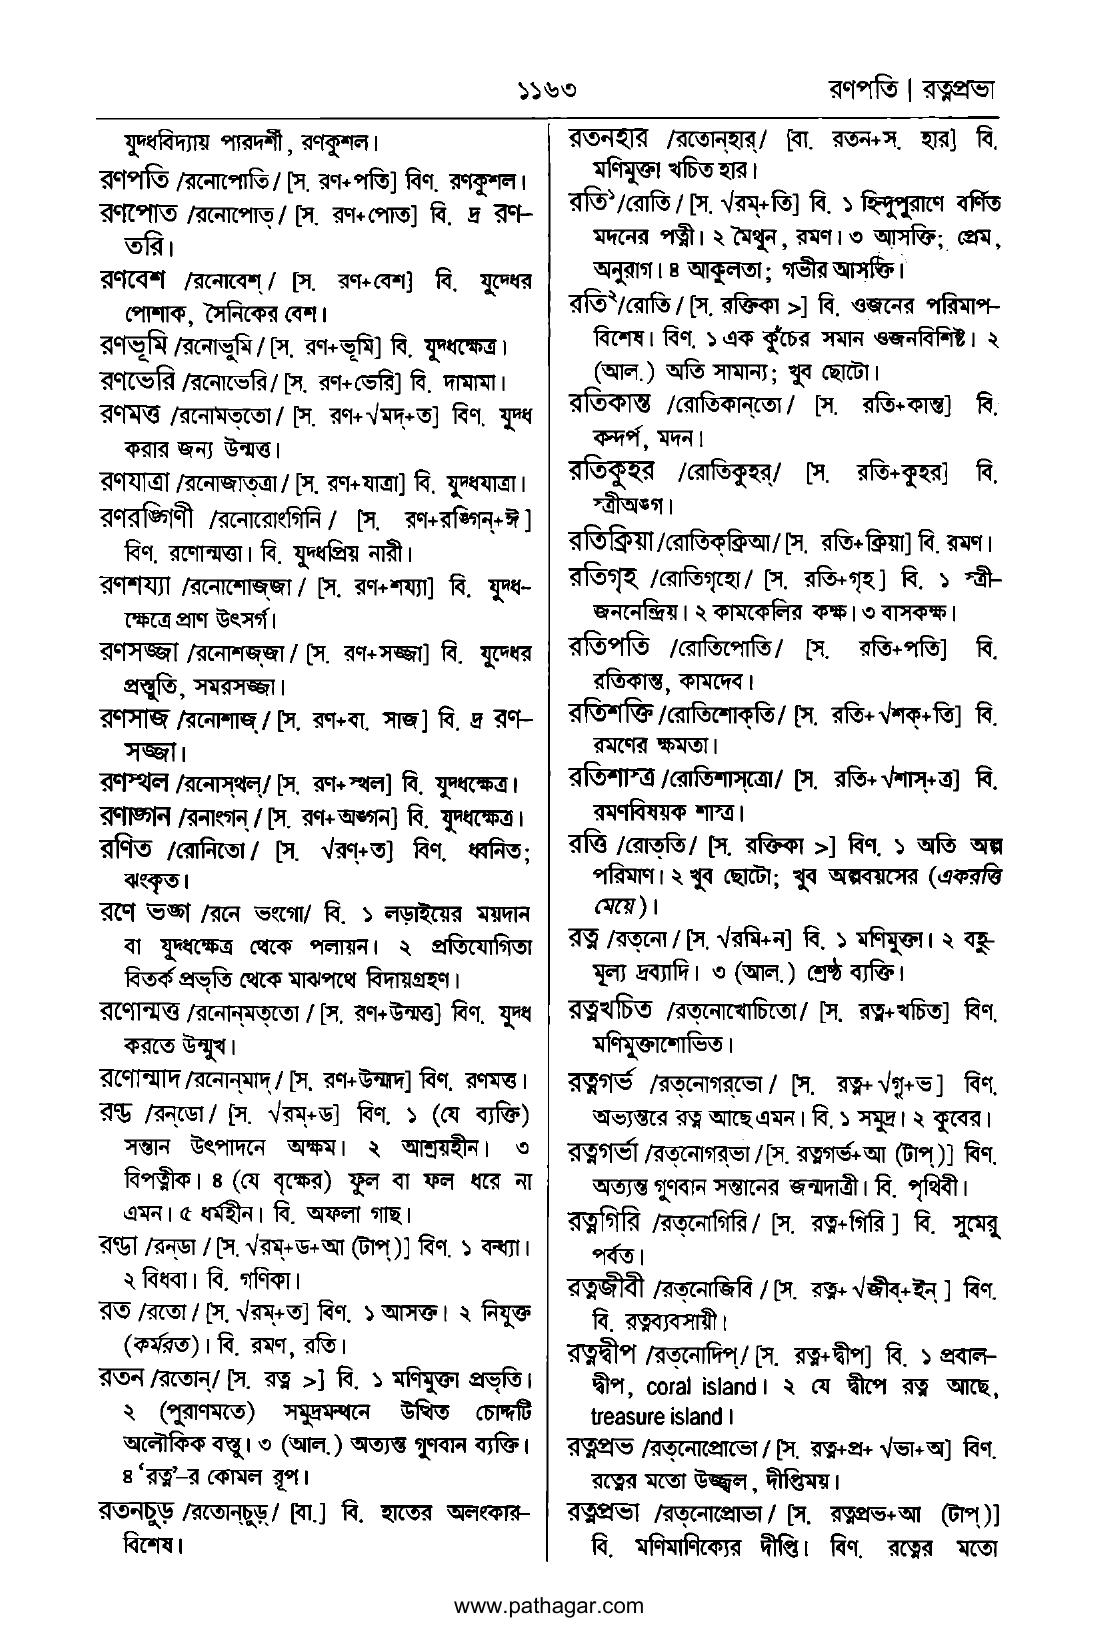 ১১৬৩
রণপতি | রত্নপ্রভা
যুদ্ধবিদ্যায় পারদর্শী, রণকুশল।
রণপতি /রনোপোতি/ [স. রণ+পতি] বিণ. রণকুশল।
রণপোত /রনোপোত্/ [স. রণ+পোত] বি. দ্র রণ–
তরি।
রণবেশ /রনোবেশ্/ [স. রণ+বেশ] বি. যুদ্ধের
পোশাক, সৈনিকের বেশ।
রণভূমি /রনোভুমি/ [স. রণ+ভূমি] বি. যুদ্ধক্ষেত্র।
রণভেরি /রনোভেরি/ [স. রণ+ভেরি] বি. দামামা।
রণমত্ত /রনোমত্‌তো/ [স. রণ+√মদ্+ত] বিণ. যুদ্ধ
করার জন্য উন্মত্ত।
রণযাত্রা /রনোজাত্‌ত্রা/ [স. রণ+যাত্রা] বি. যুদ্ধযাত্রা।
রণরঙ্গিণী /রনোরোংগিনি/ [স. রণ+রঙ্গিন্+ঈ]
বিণ. রণোন্মত্তা। বি. যুদ্ধপ্রিয় নারী।
রণশয্যা /রনোশোজ্‌জা/ [স. রণ+শয্যা] বি. যুদ্ধ–
ক্ষেত্রে প্রাণ উৎসর্গ।
রণসজ্জা /রনোশজ্‌জা/ [স. রণ+সজ্জা] বি. যুদ্ধের
প্রস্তুতি, সমরসজ্জা।
রণসাজ /রনোশাজ্/ [স. রণ+বা. সাজ] বি. দ্র রণ–
সজ্জা।
রণস্থল /রনোস্‌থল্/ [স. রণ+স্থল] বি. যুদ্ধক্ষেত্র।
রণাঙ্গন /রনাংগন্/ [স. রণ+অঙ্গন] বি. যুদ্ধক্ষেত্র।
রণিত /রোনিতো/ [স. √রণ্+ত] বিণ. ধ্বনিত;
ঝংকৃত।
রণে ভঙ্গ /রনে ভংগো/ বি. ১ লড়াইয়ের ময়দান
বা যুদ্ধক্ষেত্র থেকে পলায়ন। ২ প্রতিযোগিতা
বিতর্ক প্রভৃতি থেকে মাঝপথে বিদায়গ্রহণ।
রণোন্মত্ত /রনোন্‌মত্‌তো/ [স. রণ+উন্মত্ত] বিণ. যুদ্ধ
করতে উন্মুখ।
রণোন্মাদ /রনোন্‌মাদ্/ [স. রণ+উন্মাদ] বিণ. রণমত্ত।
রণ্ড /রন্‌ডো/ [স. √রম্+ড] বিণ. ১ (যে ব্যক্তি)
সন্তান উৎপাদনে অক্ষম। ২ আশ্রয়হীন। ৩
বিপত্নীক। ৪ (যে বৃক্ষের) ফুল বা ফল ধরে না
এমন। ৫ ধর্মহীন। বি. অফলা গাছ।
রণ্ডা /রন্‌ডা/ [স. √রম্+ড+আ (টাপ্)] বিণ. ১ বন্ধ্যা।
২ বিধবা। বি. গণিকা।
রত /রতো/ [স. √রম্+ত] বিণ. ১ আসক্ত। ২ নিযুক্ত
(কর্মরত)। বি. রমণ, রতি।
রতন /রতোন্/ [স. রত্ন >] বি. ১ মণিমুক্তা প্রভৃতি।
২ (পুরাণমতে) সমুদ্রমন্থনে উত্থিত চোদ্দটি
অলৌকিক বস্তু। ৩ (আল.) অত্যন্ত গুণবান ব্যক্তি।
৪ ‘রত্ন’–র কোমল রূপ।
রতনচুড় /রতোন্‌চুড়্/ [বা.] বি. হাতের অলংকার–
বিশেষ।
রতনহার /রতোন্‌হার্/ [বা. রতন+স. হার] বি.
মণিমুক্তা খচিত হার।
রতি১ /রোতি/ [স. √রম্+তি] বি. ১ হিন্দুপুরাণে বর্ণিত
মদনের পত্নী। ২ মৈথুন, রমণ। ৩ আসক্তি; প্রেম,
অনুরাগ। ৪ আকুলতা; গভীর আসক্তি।
রতি২ /রোতি/ [স. রক্তিকা >] বি. ওজনের পরিমাপ–
বিশেষ। বিণ. ১ এক কুঁচের সমান ওজনবিশিষ্ট। ২
(আল.) অতি সামান্য; খুব ছোটো।
রতিকান্ত /রোতিকান্‌তো/ [স. রতি+কান্ত] বি.
কন্দর্প, মদন।
রতিকুহর /রোতিকুহর্/ [স. রতি+কুহর] বি.
স্ত্রীঅঙ্গ।
রতিক্রিয়া /রোতিক্‌ক্রিআ/ [স. রতি+ক্রিয়া] বি. রমণ।
রতিগৃহ /রোতিগৃহো/ [স. রতি+গৃহ] বি. ১ স্ত্রী–
জননেন্দ্রিয়। ২ কামকেলির কক্ষ। ৩ বাসকক্ষ।
রতিপতি /রোতিপোতি/ [স. রতি+পতি] বি.
রতিকান্ত, কামদেব।
রতিশক্তি /রোতিশোক্‌তি/ [স. রতি+√শক্+তি] বি.
রমণের ক্ষমতা।
রতিশাস্ত্র /রোতিশাস্‌ত্রো/ [স. রতি+√শাস্+ত্র] বি.
রমণবিষয়ক শাস্ত্র।
রত্তি /রোত্‌তি/ [স. রক্তিকা >] বিণ. ১ অতি অল্প
পরিমাণ। ২ খুব ছোটো; খুব অল্পবয়সের (একরত্তি
মেয়ে)।
রত্ন /রত্‌নো/ [স. √রমি+ন] বি. ১ মণিমুক্তা। ২ বহু–
মূল্য দ্রব্যাদি। ৩ (আল.) শ্রেষ্ঠ ব্যক্তি।
রত্নখচিত /রত্‌নোখোচিতো/ [স. রত্ন+খচিত] বিণ.
মণিমুক্তাশোভিত।
রত্নগর্ভ /রত্‌নোগর্‌ভো/ [স. রত্ন+√গৄ+ভ] বিণ.
অভ্যন্তরে রত্ন আছে এমন। বি. ১ সমুদ্র। ২ কুবের।
রত্নগর্ভা /রত্‌নোগর্‌ভা/ [স. রত্নগর্ভ+আ (টাপ্)] বিণ.
অত্যন্ত গুণবান সন্তানের জন্মদাত্রী। বি. পৃথিবী।
রত্নগিরি /রত্‌নোগিরি/ [স. রত্ন+গিরি] বি. সুমেরু
পর্বত।
রত্নজীবী /রত্‌নোজিবি/ [স. রত্ন+√জীব্+ইন্] বিণ.
বি. রত্নব্যবসায়ী।
রত্নদ্বীপ /রত্‌নোদিপ্/ [স. রত্ন+দ্বীপ] বি. ১ প্রবাল–
দ্বীপ, coral island। ২ যে দ্বীপে রত্ন আছে,
treasure island।
রত্নপ্রভ /রত্‌নোপ্রোভো/ [স. রত্ন+প্র+√ভা+অ] বিণ.
রত্নের মতো উজ্জ্বল, দীপ্তিময়।
রত্নপ্রভা /রত্‌নোপ্রোভা/ [স. রত্নপ্রভ+আ (টাপ্)]
বি. মণিমাণিক্যের দীপ্তি। বিণ. রত্নের মতো
www.pathagar.com